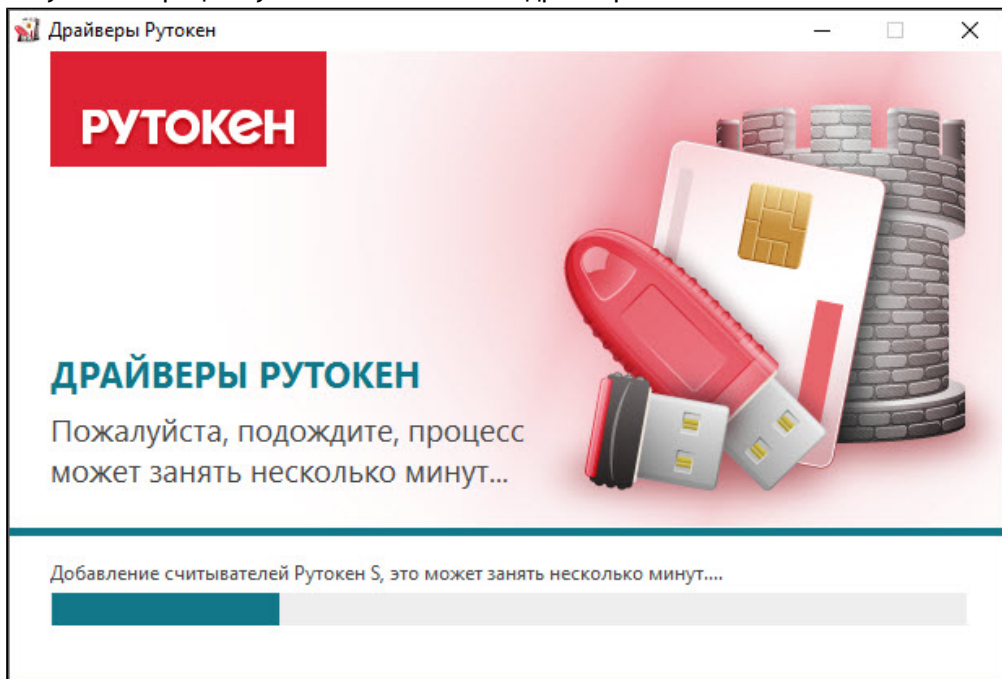 Драйверы Рутокен
РУТОКЕН
ДРАЙВЕРЫ РУТОКЕН
Пожалуйста, подождите, процесс
может занять несколько минут...
Добавление считывателей Рутокен S, это может занять несколько минут....